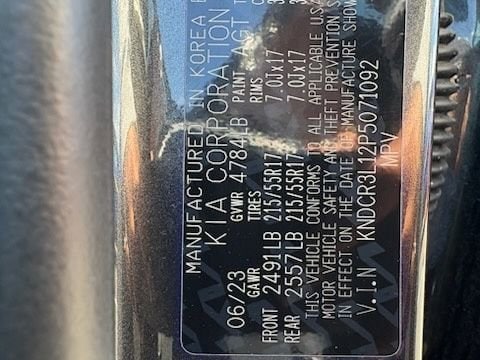 MANUFACTURED IN KOREA
KIA CORPORATION
06/23 GVWR 4784LB PAINT AGT
GAWR TIRES RIMS
FRONT 2491LB 215/55R17 7.0Jx17
REAR 2557LB 215/55R17 7.0Jx17
THIS VEHICLE CONFORMS TO ALL APPLICABLE U.S.
MOTOR VEHICLE SAFETY AND THEFT PREVENTION S
IN EFFECT ON THE DATE OF MANUFACTURE SHOW
V.I.N KNDCR3L12P5071092
MPV